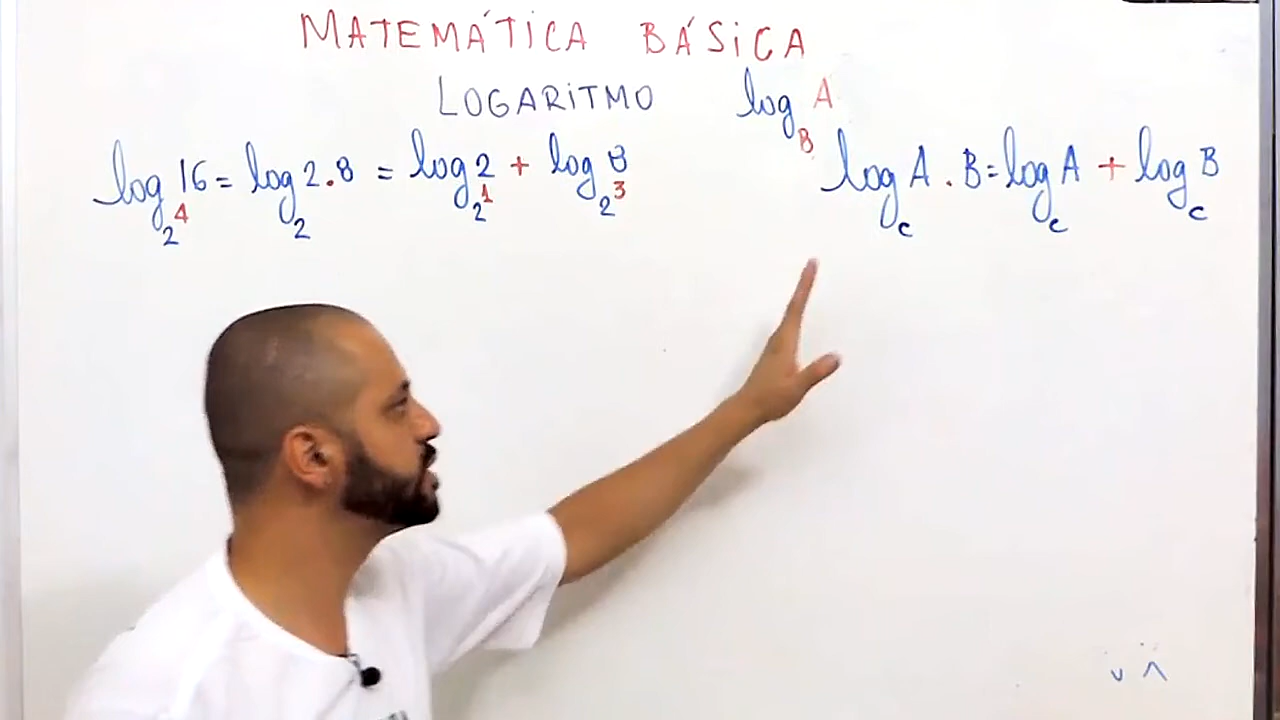 MATEMÁTICA BÁSICA
LOGARITMO
log_B A
log_2 16 = log_2 2.8 = log_2 2 + log_2 8
4 1 3
log_c A . B = log_c A + log_c B